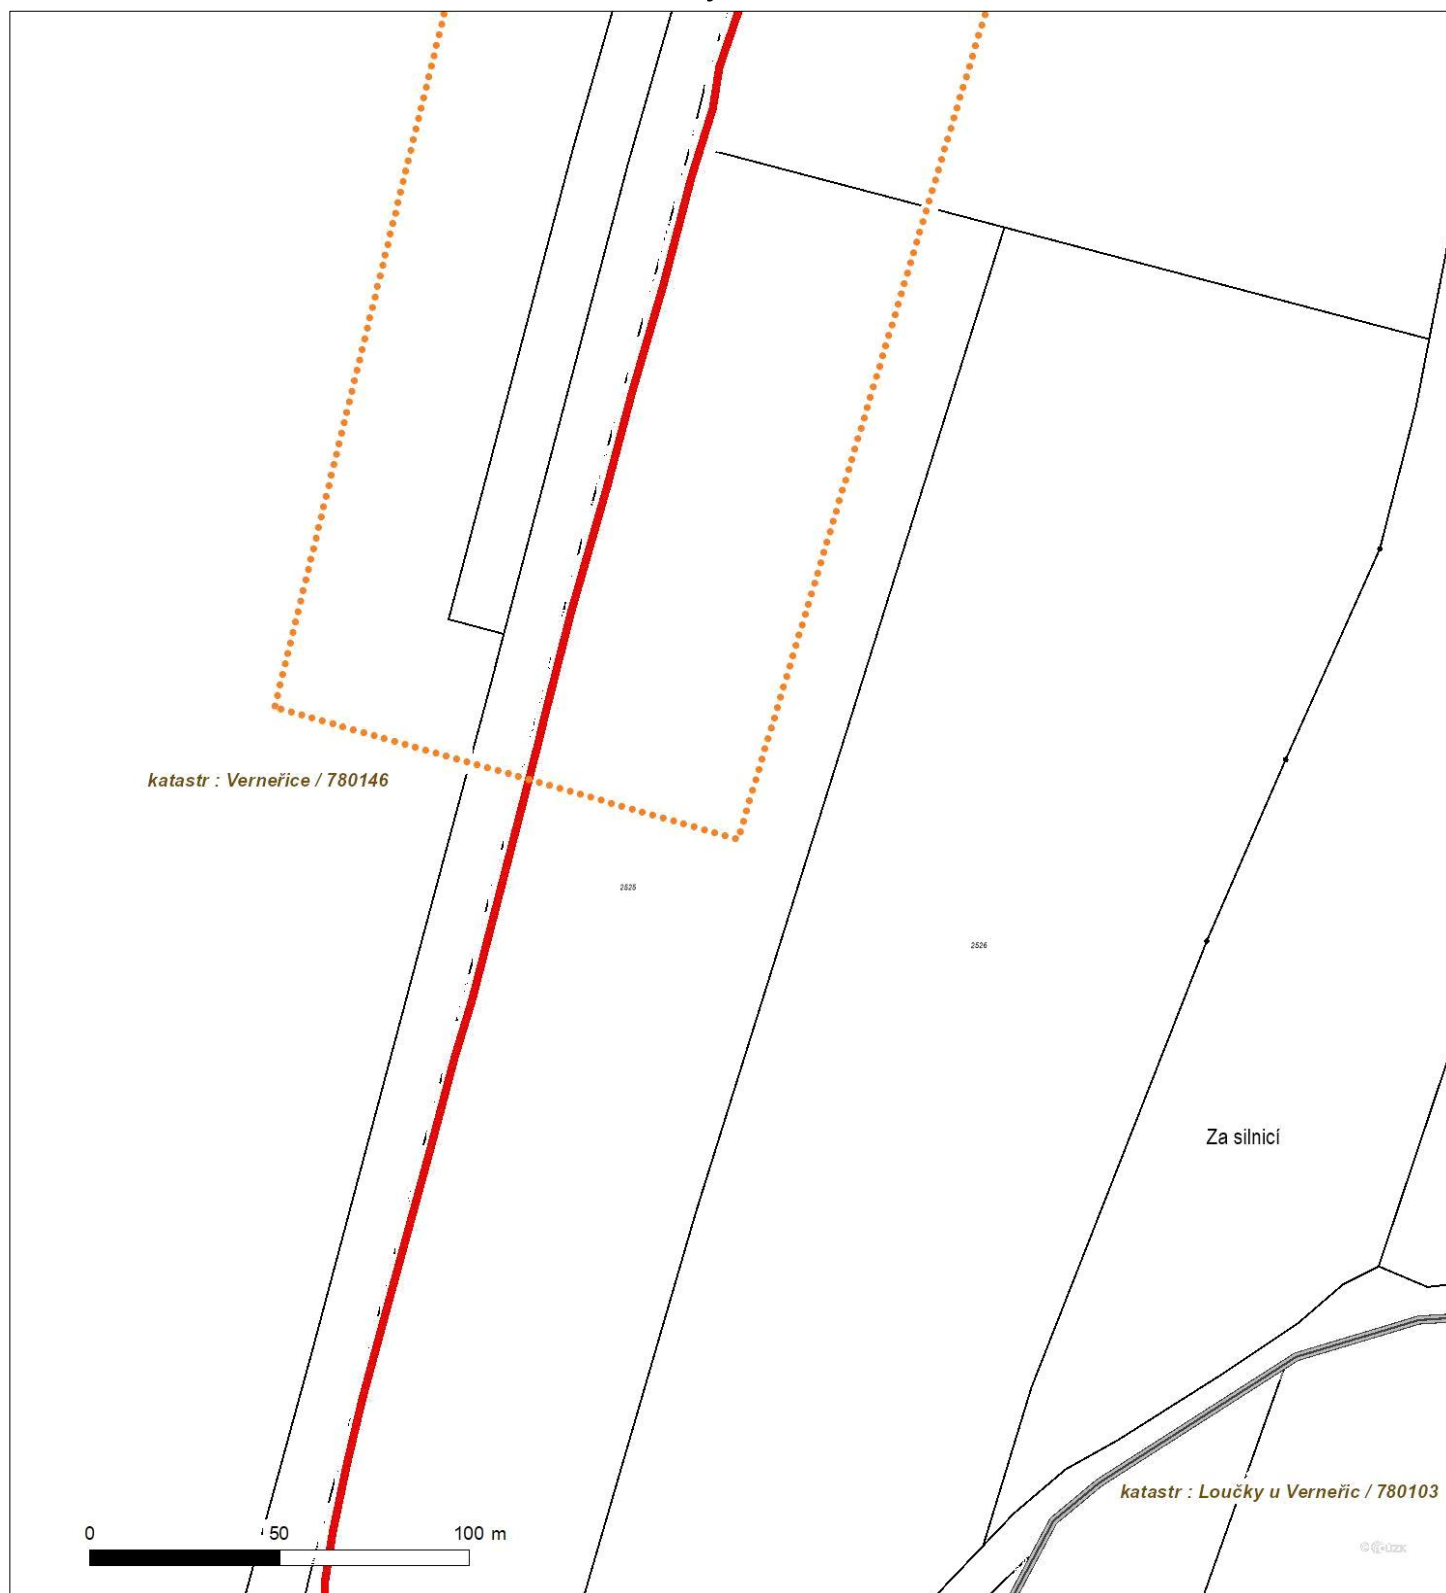 katastr : Verneřice / 780146
2525
2526
Za silnicí
katastr : Loučky u Verneřic / 780103
0 50 100 m